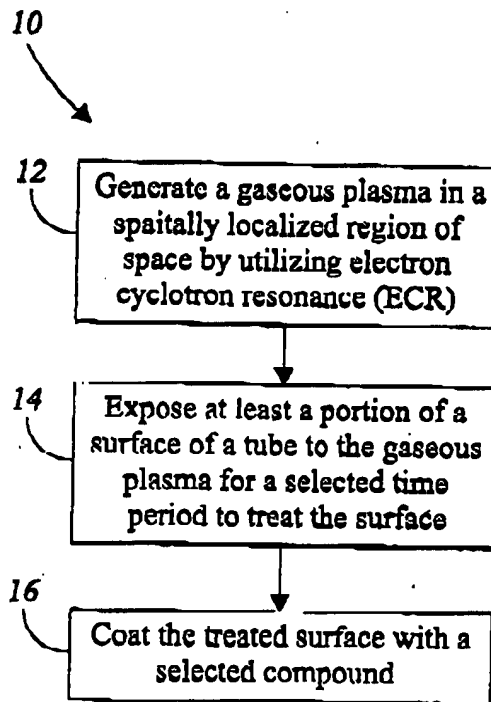 10
12
Generate a gaseous plasma in a
spaitally localized region of
space by utilizing electron
cyclotron resonance (ECR)
14
Expose at least a portion of a
surface of a tube to the gaseous
plasma for a selected time
period to treat the surface
16
Coat the treated surface with a
selected compound